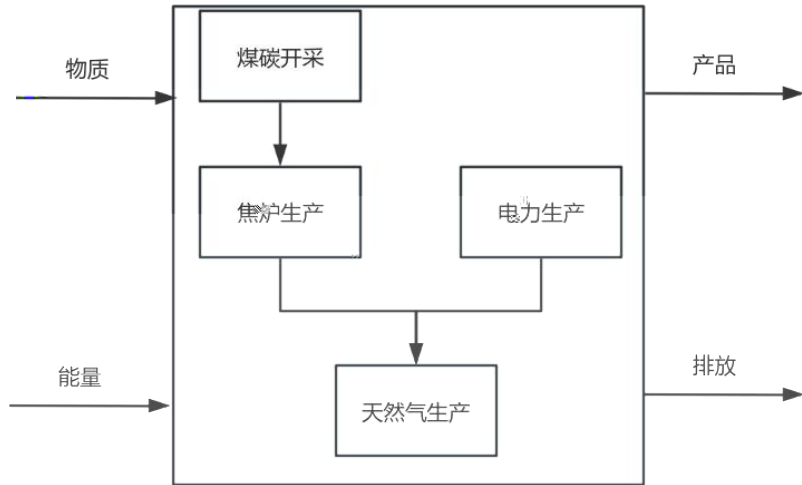 煤碳开采
物质
产品
焦炉生产
电力生产
能量
排放
天然气生产